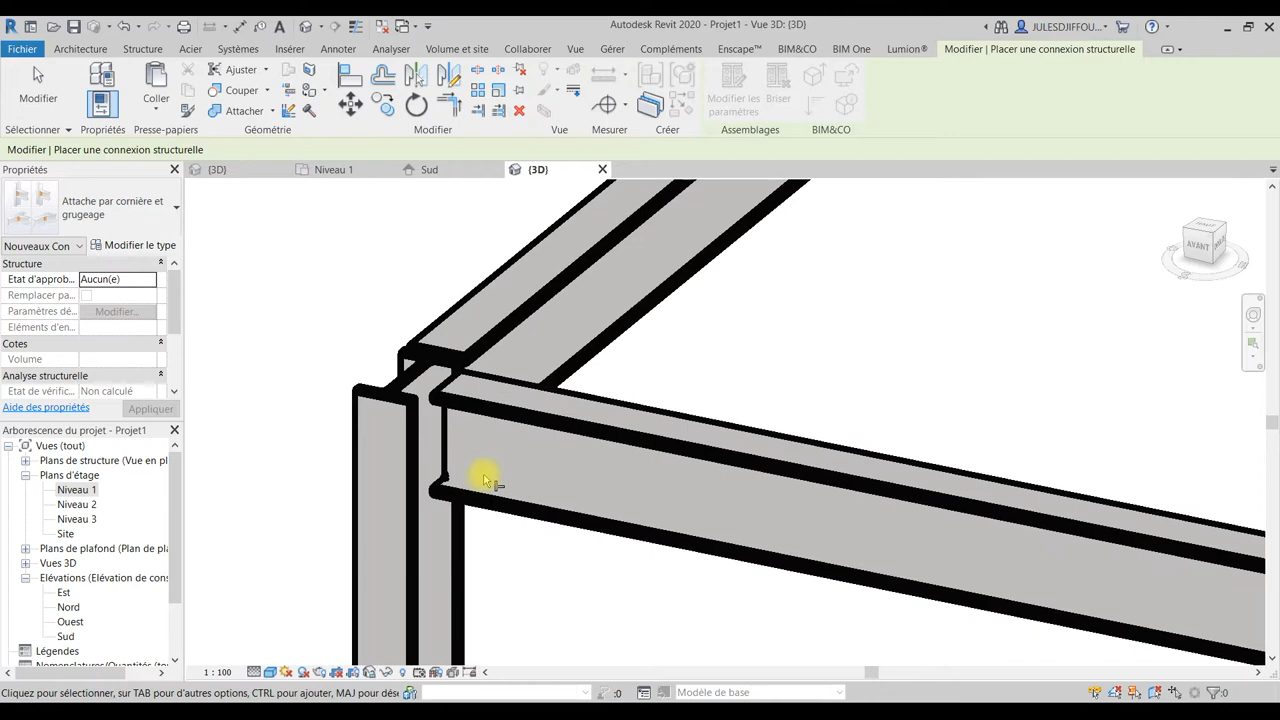 Autodesk Revit 2020 - Projet1 - Vue 3D: {3D}
JULESDJIFFOU...
Fichier Architecture Structure Acier Systèmes Insérer Annoter Analyser Volume et site Collaborer Vue Gérer Compléments Enscape™ BIM&CO BIM One Lumion® Modifier | Placer une connexion structurelle
Modifier
Coller
Ajuster
Couper
Attacher
Modifier les paramètres
Briser
Sélectionner Propriétés Presse-papiers Géométrie Modifier Vue Mesurer Créer Assemblages BIM&CO
Modifier | Placer une connexion structurelle
Propriétés
{3D} Niveau 1 Sud {3D}
Attache par cornière et
grugeage
Nouveaux Con
Modifier le type
Structure
Etat d'approb... Aucun(e)
Remplacer pa...
Paramètres dé... Modifier...
Eléments d'en...
Cotes
Volume
Analyse structurelle
Etat de vérific... Non calculé
Aide des propriétés Appliquer
Arborescence du projet - Projet1
Vues (tout)
Plans de structure (Vue en pl
Plans d'étage
Niveau 1
Niveau 2
Niveau 3
Site
Plans de plafond (Plan de pla
Vues 3D
Elévations (Elévation de cons
Est
Nord
Ouest
Sud
Légendes
AVANT
1 : 100
Cliquez pour sélectionner, sur TAB pour d'autres options, CTRL pour ajouter, MAJ pour dése
:0
Modèle de base
:0